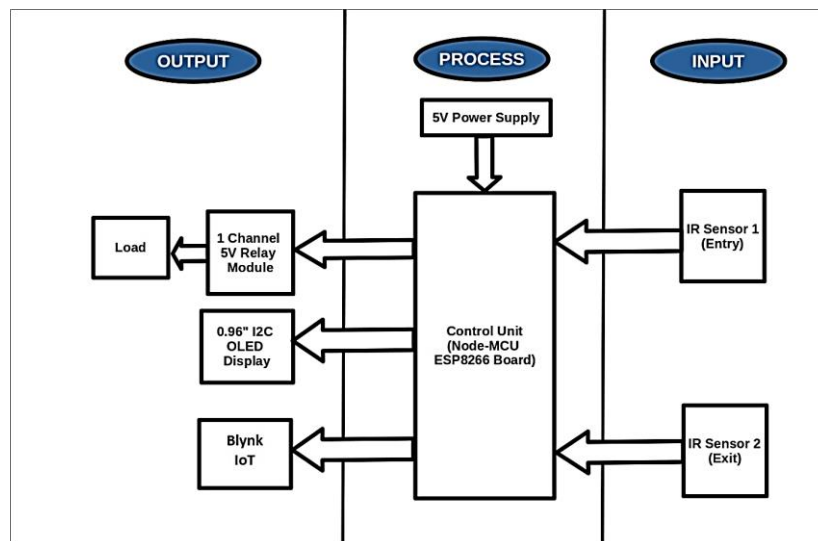 OUTPUT
PROCESS
INPUT
5V Power Supply
Load
1 Channel
5V Relay
Module
IR Sensor 1
(Entry)
0.96" I2C
OLED
Display
Control Unit
(Node-MCU
ESP8266 Board)
Blynk
IoT
IR Sensor 2
(Exit)